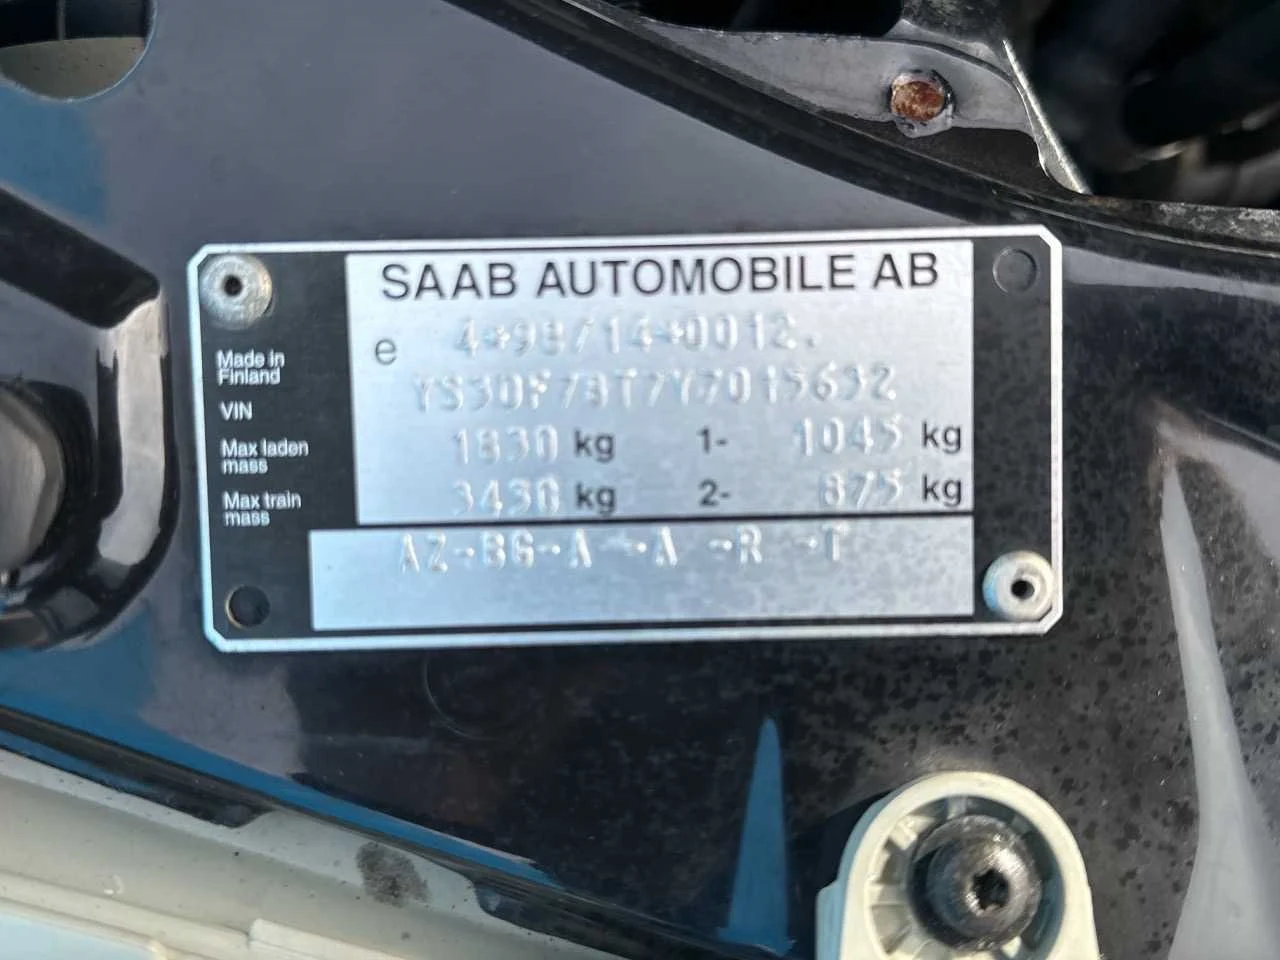 SAAB AUTOMOBILE AB
e 4*98/14*0012.
Made in
Finland
VIN YS3DF78T7Y7015632
Max laden
mass 1830 kg 1- 1045 kg
Max train
mass 3430 kg 2- 875 kg
AZ-BG-A -A -R -T